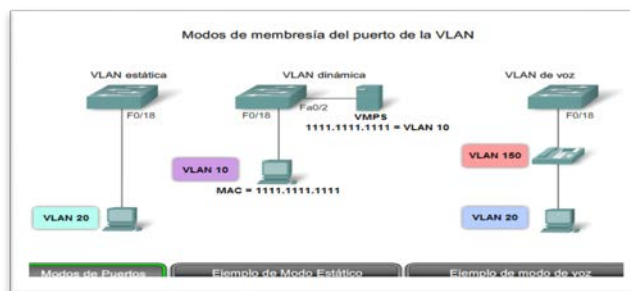 Modos de membresía del puerto de la VLAN
VLAN estática
F0/18
VLAN 20
VLAN dinámica
F0/18
Fa0/2
VMPS
1111.1111.1111 = VLAN 10
VLAN 10
MAC = 1111.1111.1111
VLAN de voz
F0/18
VLAN 150
VLAN 20
Modos de Puertos
Ejemplo de Modo Estático
Ejemplo de modo de voz